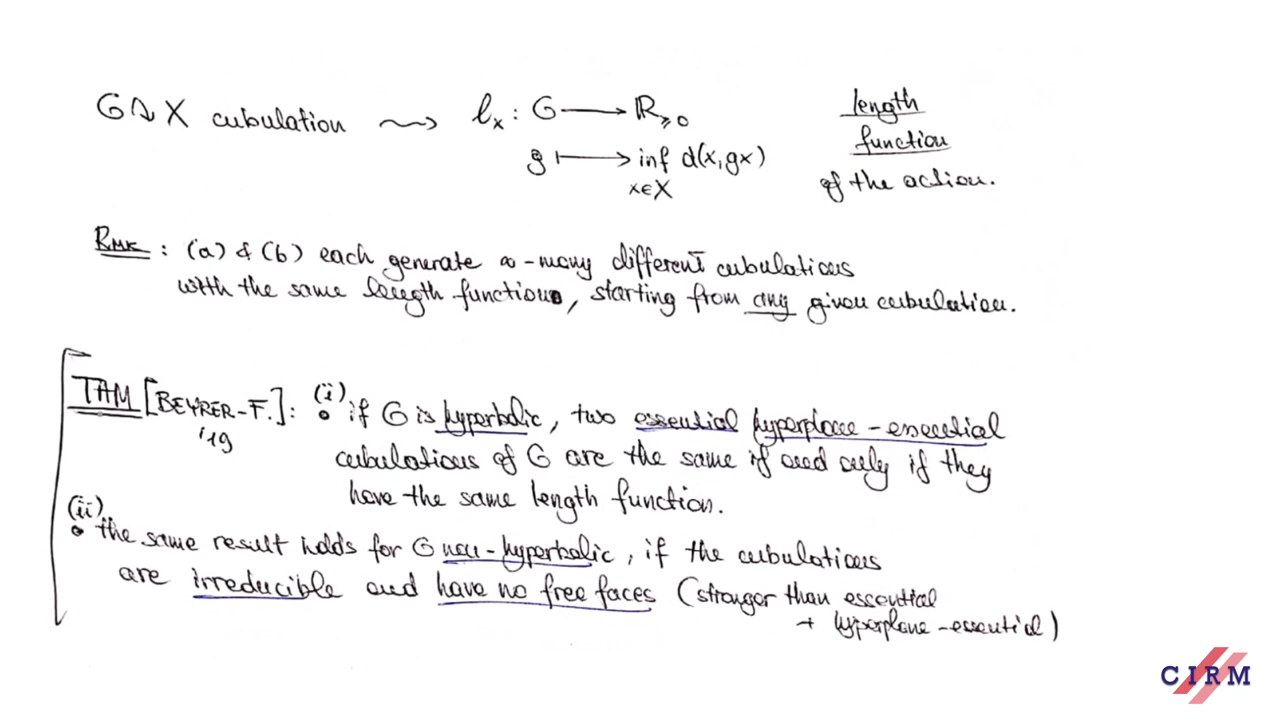 G ↷ X cubulation ⇝ ℓ_X : G ⟶ ℝ_≥0 length
function
g ⟼ inf d(x,gx)
x∈X
of the action.
RMK : (a) & (b) each generate ∞-many different cubulations
with the same length function, starting from any given cubulation.
THM [BEYRER-F.]: (i) • if G is hyperbolic, two essential hyperplane-essential
'19
cubulations of G are the same if and only if they
have the same length function.
(ii)
• the same result holds for G non-hyperbolic, if the cubulations
are irreducible and have no free faces (stronger than essential
+ hyperplane-essential)
CIRM